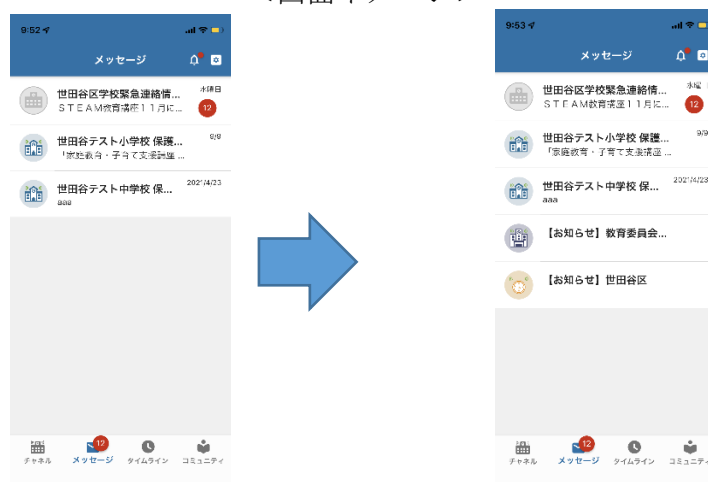 9:52
メッセージ
世田谷区学校緊急連絡情...
水曜日
STEAM教育講座11月に...
12
世田谷テスト小学校 保護...
9/9
「家庭教育・子育て支援講座 ...
世田谷テスト中学校 保...
2021/4/23
aaa
12
チャネル
メッセージ
タイムライン
コミュニティ
9:53
メッセージ
世田谷区学校緊急連絡情...
水曜
STEAM教育講座11月に...
12
世田谷テスト小学校 保護...
9/9
「家庭教育・子育て支援講座 ...
世田谷テスト中学校 保...
2021/4/23
aaa
【お知らせ】教育委員会...
【お知らせ】世田谷区
12
チャネル
メッセージ
タイムライン
コミュニティ